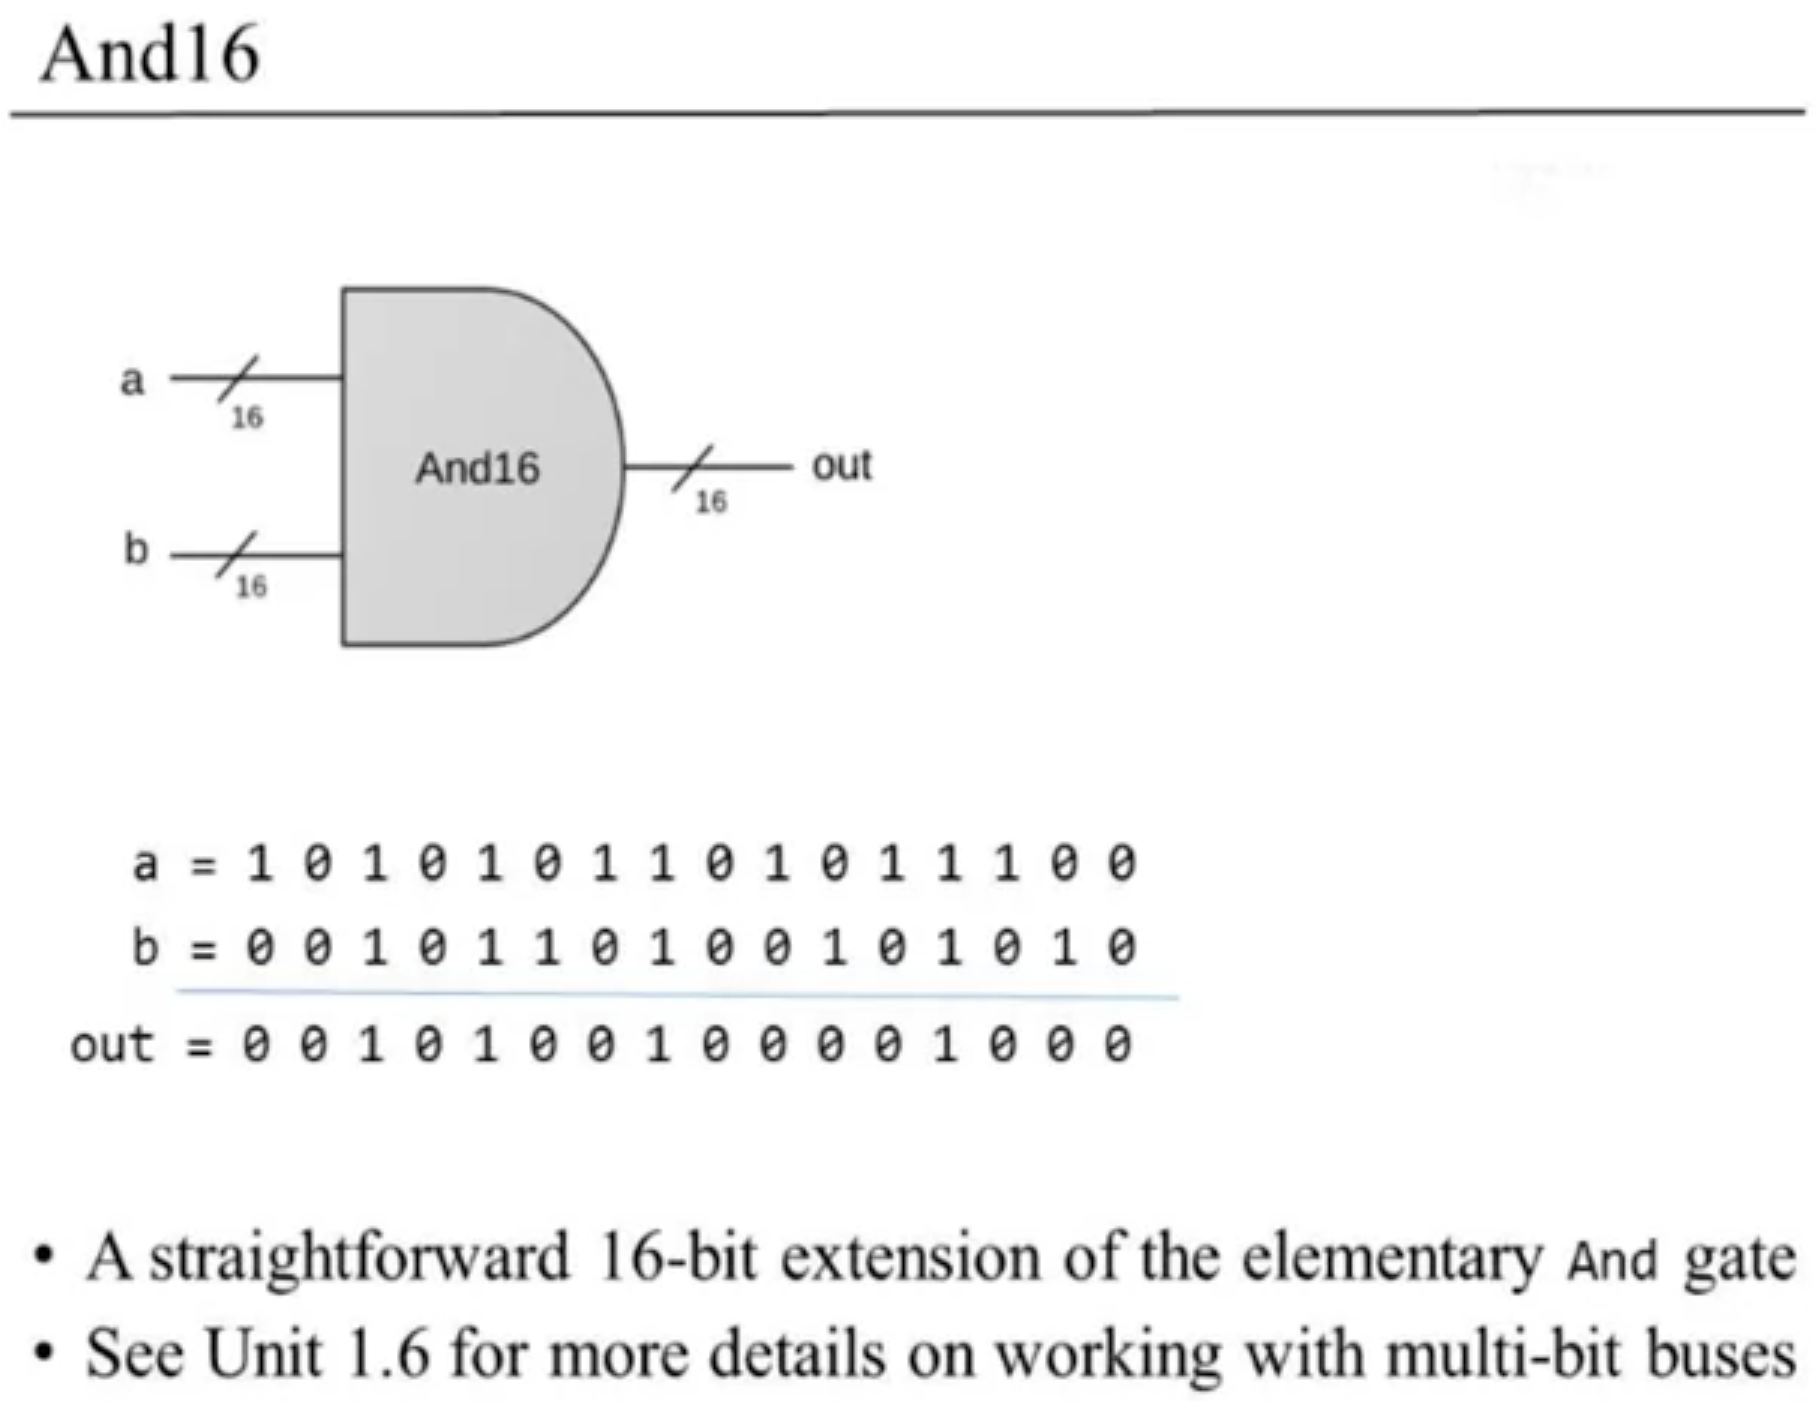 And16
a
16
And16
16
out
b
16
a = 1 0 1 0 1 0 1 1 0 1 0 1 1 1 0 0
b = 0 0 1 0 1 1 0 1 0 0 1 0 1 0 1 0
out = 0 0 1 0 1 0 0 1 0 0 0 0 1 0 0 0
• A straightforward 16-bit extension of the elementary And gate
• See Unit 1.6 for more details on working with multi-bit buses